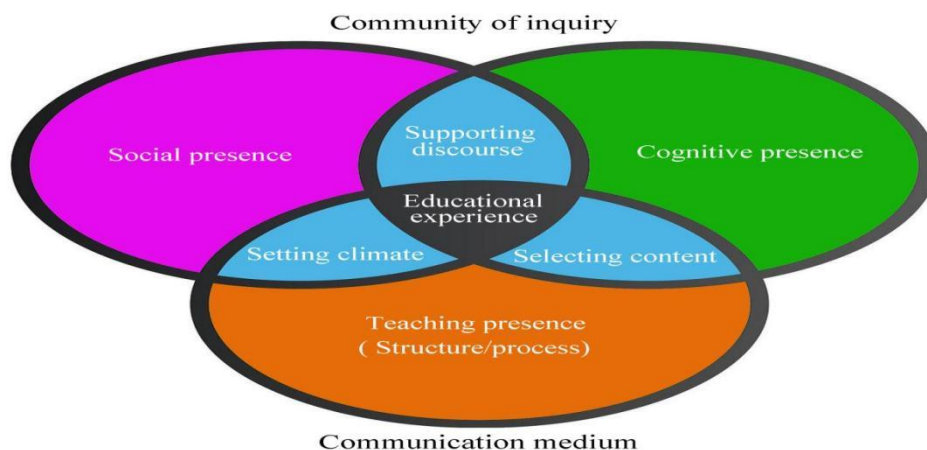 Community of inquiry
Supporting
discourse
Social presence
Cognitive presence
Educational
experience
Setting climate
Selecting content
Teaching presence
( Structure/process)
Communication medium